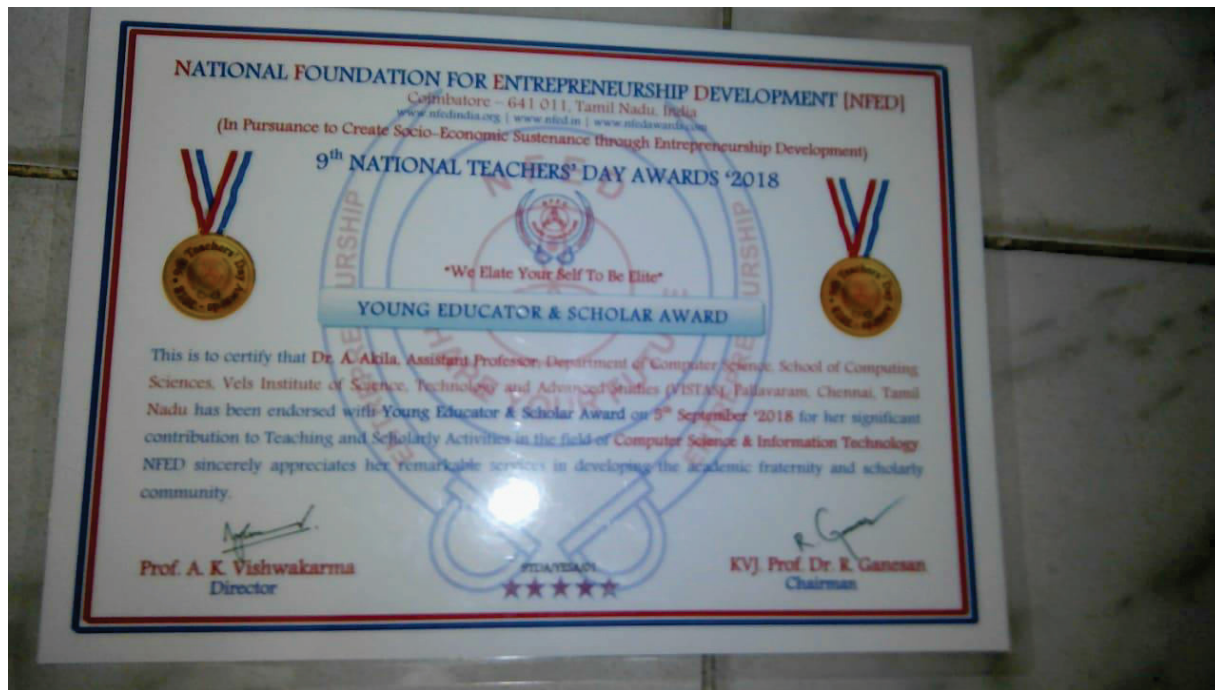 NATIONAL FOUNDATION FOR ENTREPRENEURSHIP DEVELOPMENT [NFED]
Coimbatore – 641 011, Tamil Nadu, India
www.nfedindia.org | www.nfed.in | www.nfedawards.com
(In Pursuance to Create Socio-Economic Sustenance through Entrepreneurship Development)
9th NATIONAL TEACHERS' DAY AWARDS '2018
NFED
"We Elate Your Self To Be Elite"
YOUNG EDUCATOR & SCHOLAR AWARD
This is to certify that Dr. A. Akila, Assistant Professor, Department of Computer Science, School of Computing
Sciences, Vels Institute of Science, Technology and Advanced Studies (VISTAS), Pallavaram, Chennai, Tamil
Nadu has been endorsed with Young Educator & Scholar Award on 5th September '2018 for her significant
contribution to Teaching and Scholarly Activities in the field of Computer Science & Information Technology
NFED sincerely appreciates her remarkable services in developing the academic fraternity and scholarly
community.
Prof. A. K. Vishwakarma
Director
KVJ. Prof. Dr. R. Ganesan
Chairman